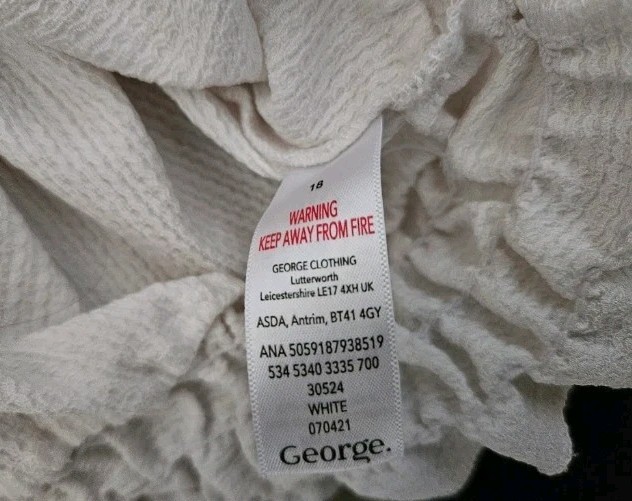 18
WARNING
KEEP AWAY FROM FIRE
GEORGE CLOTHING
Lutterworth
Leicestershire LE17 4XH UK
ASDA, Antrim, BT41 4GY
ANA 5059187938519
534 5340 3335 700
30524
WHITE
070421
George.